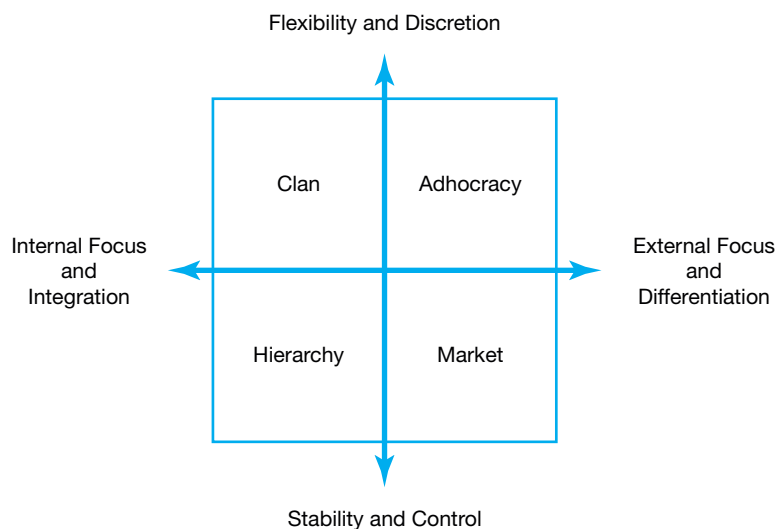 Flexibility and Discretion
Clan
Adhocracy
Internal Focus
and
Integration
External Focus
and
Differentiation
Hierarchy
Market
Stability and Control